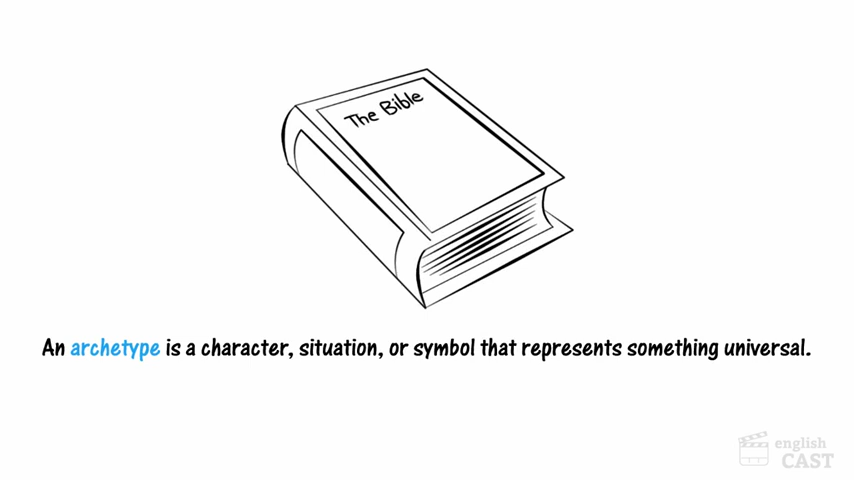 The Bible
An archetype is a character, situation, or symbol that represents something universal.
english
CAST